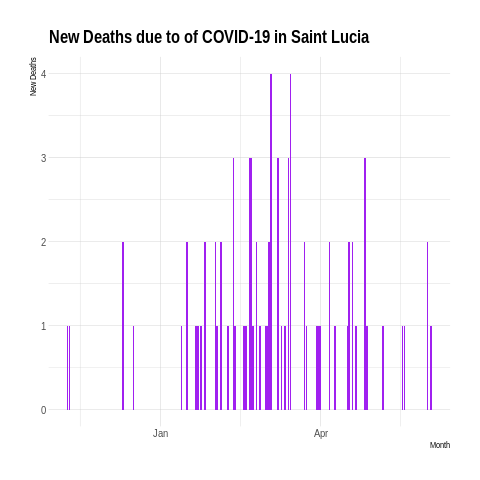 New Deaths due to of COVID-19 in Saint Lucia
New Deaths
4
3
2
1
0
Jan Apr
Month